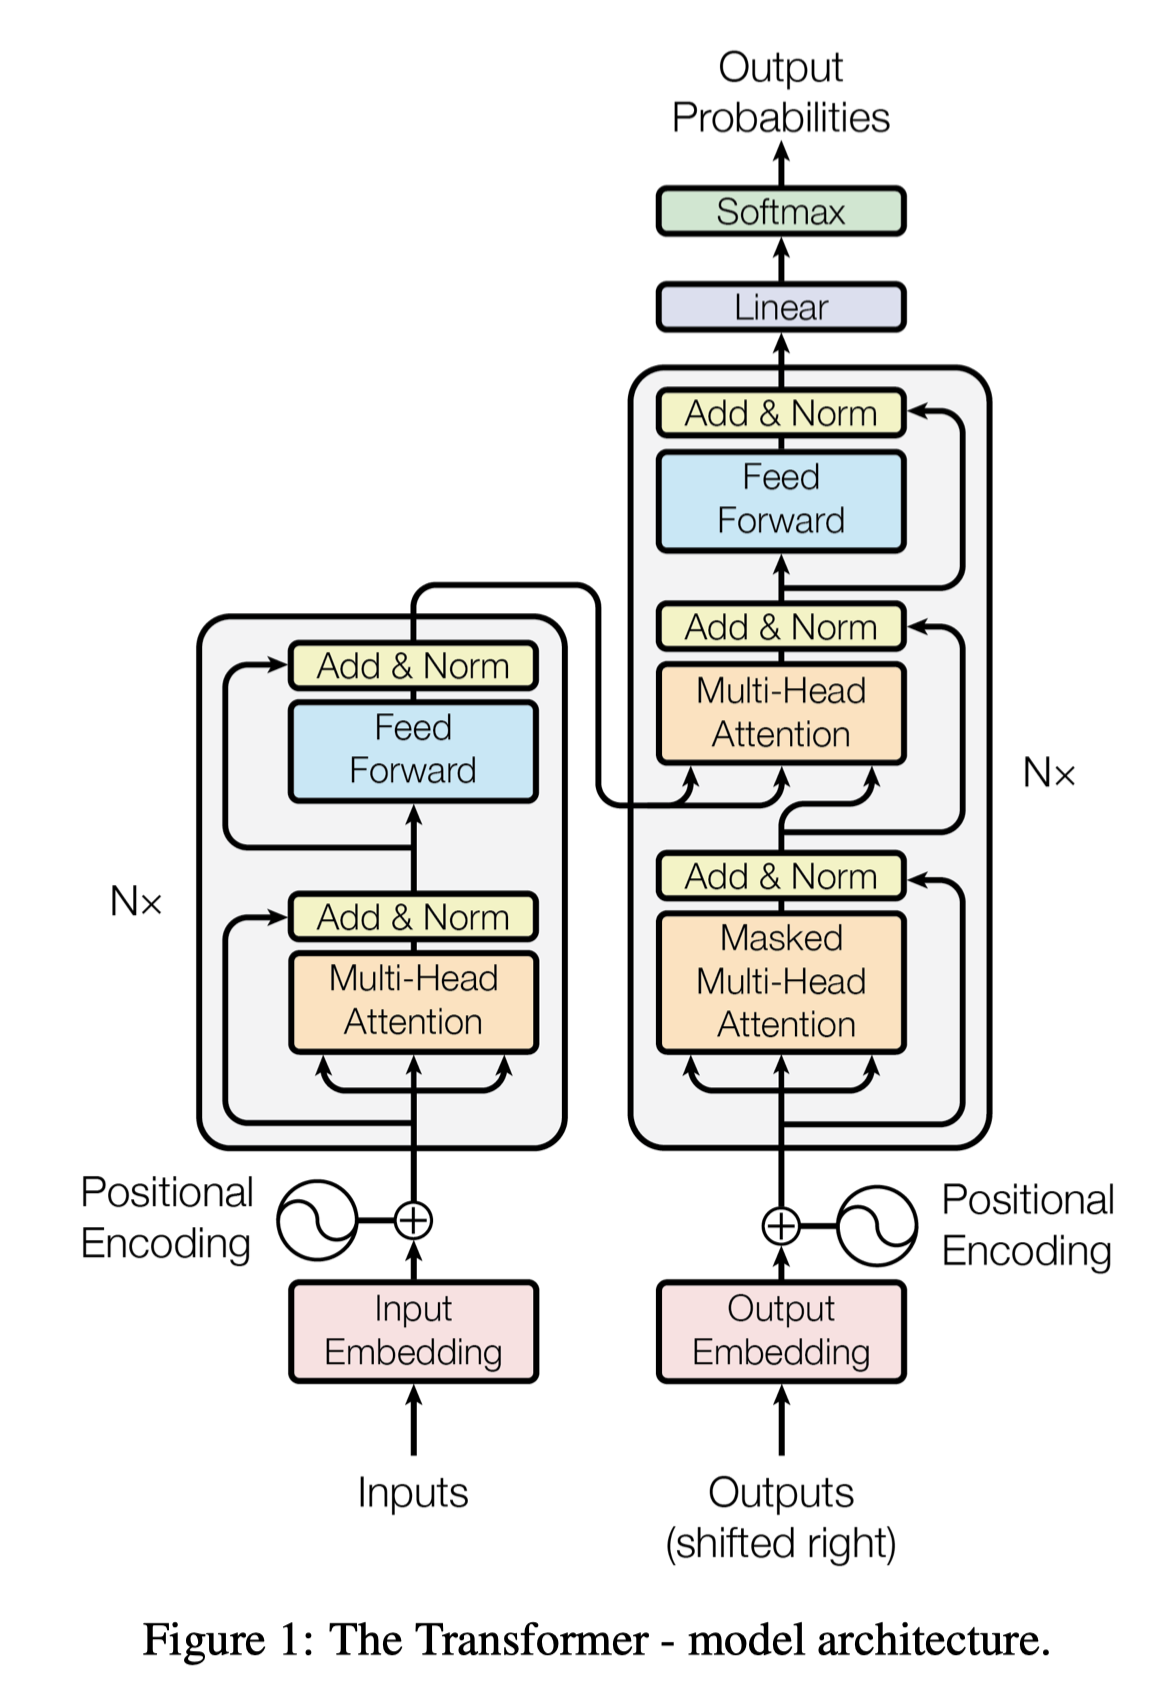 Output
Probabilities
Softmax
Linear
Add & Norm
Feed
Forward
Add & Norm
Multi-Head
Attention
Nx
Add & Norm
Masked
Multi-Head
Attention
Add & Norm
Feed
Forward
Nx
Add & Norm
Multi-Head
Attention
Positional
Encoding
Positional
Encoding
Input
Embedding
Output
Embedding
Inputs
Outputs
(shifted right)
Figure 1: The Transformer - model architecture.